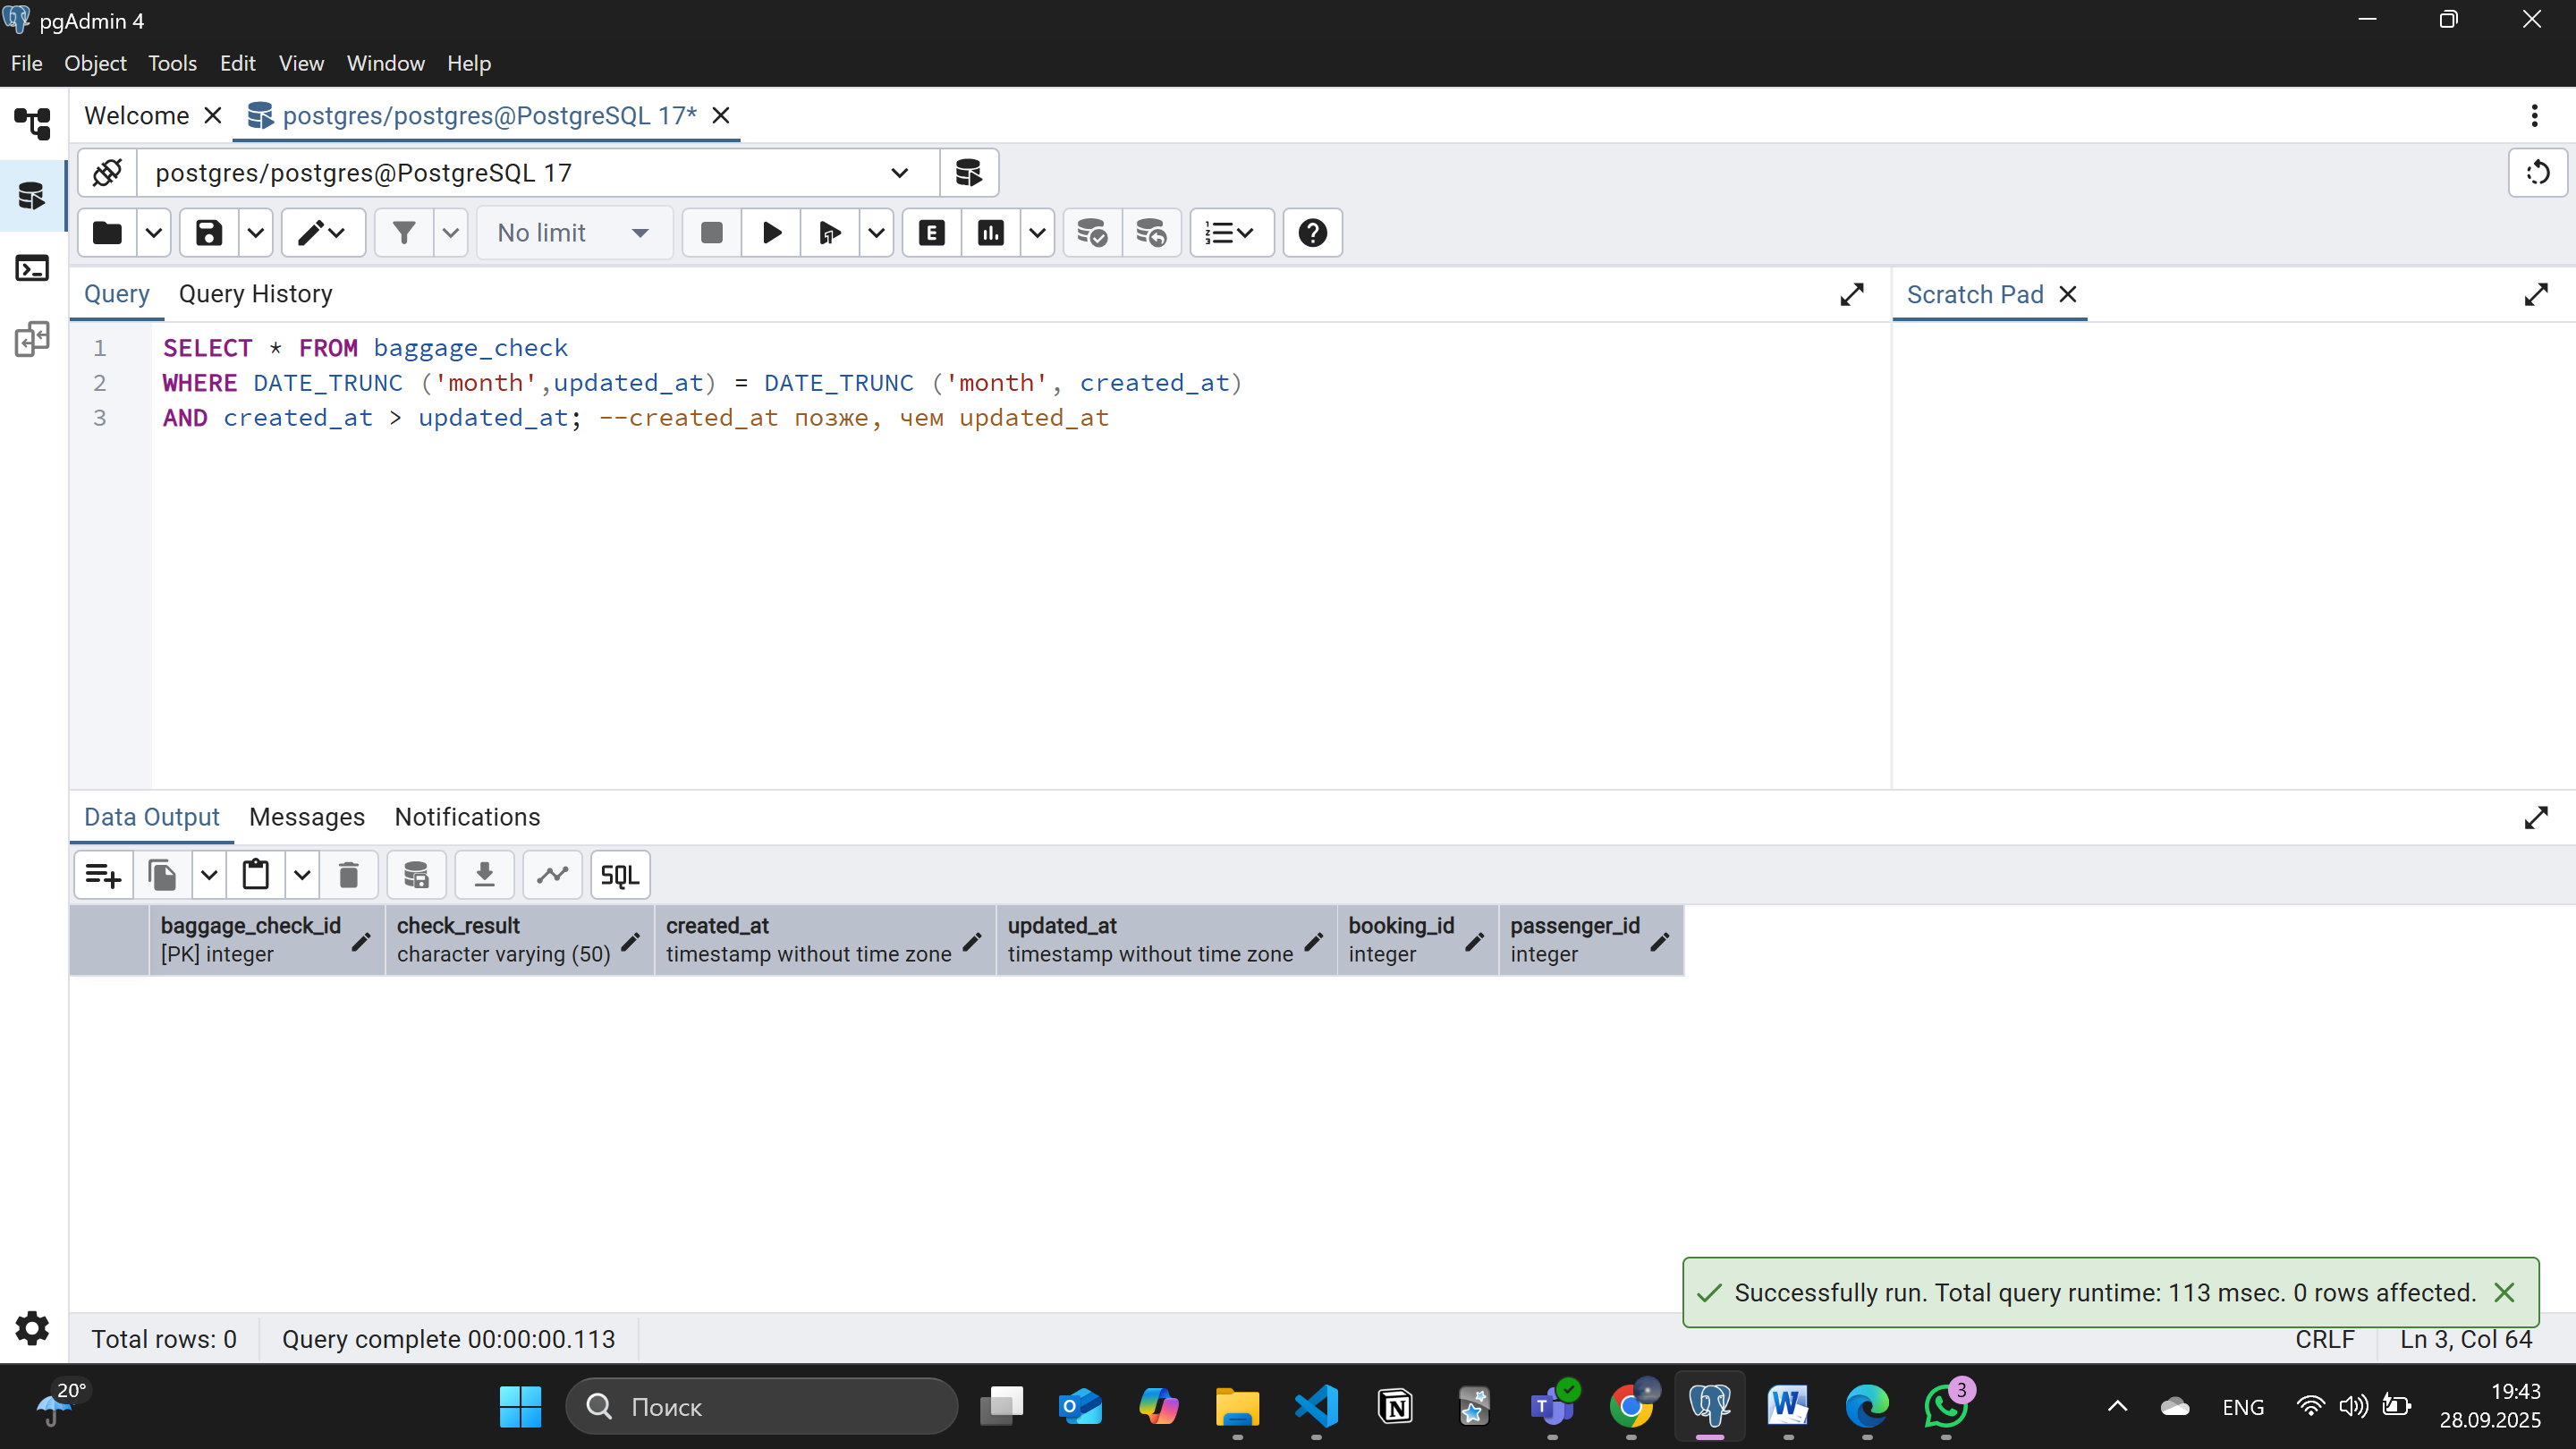 pgAdmin 4
File Object Tools Edit View Window Help
Welcome postgres/postgres@PostgreSQL 17*
postgres/postgres@PostgreSQL 17
No limit
Query Query History
Scratch Pad
1 SELECT * FROM baggage_check
2 WHERE DATE_TRUNC ('month',updated_at) = DATE_TRUNC ('month', created_at)
3 AND created_at > updated_at; --created_at позже, чем updated_at
Data Output Messages Notifications
SQL
baggage_check_id check_result created_at updated_at booking_id passenger_id
[PK] integer character varying (50) timestamp without time zone timestamp without time zone integer integer
Successfully run. Total query runtime: 113 msec. 0 rows affected.
Total rows: 0 Query complete 00:00:00.113 CRLF Ln 3, Col 64
20°
Поиск
3
ENG
19:43
28.09.2025